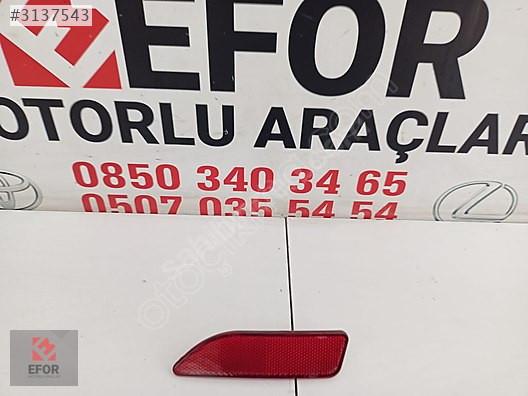 #3137543
EFOR
OTORLU ARAÇLAR
0850 340 34 65
0507 035 54 54
EFOR